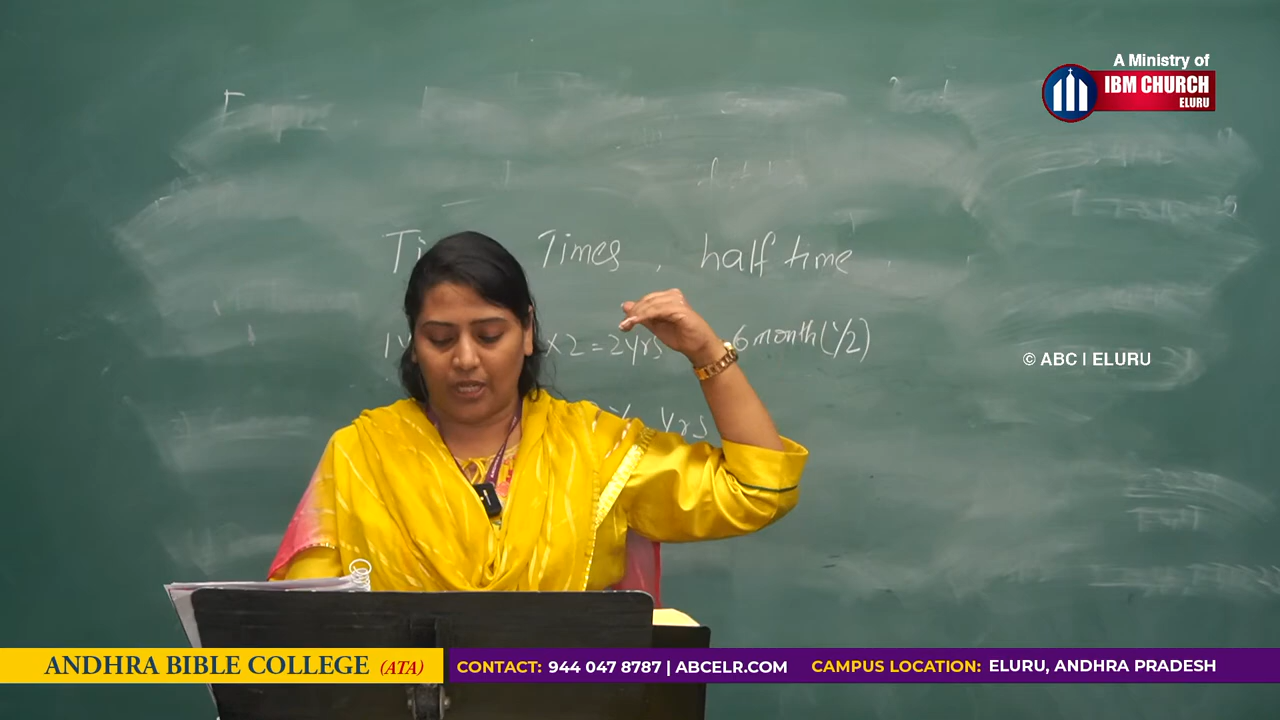 A Ministry of
IBM CHURCH
ELURU
Times, half time
X2=2yrs 6 month (1/2)
yrs
© ABC | ELURU
ANDHRA BIBLE COLLEGE (ATA)
CONTACT: 944 047 8787 | ABCELR.COM CAMPUS LOCATION: ELURU, ANDHRA PRADESH